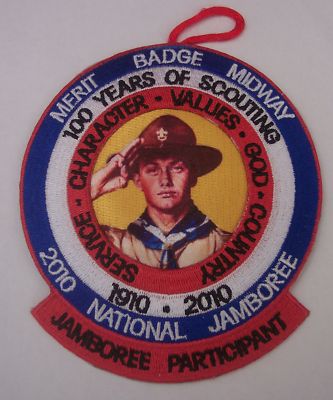 MERIT BADGE MIDWAY
100 YEARS OF SCOUTING
SERVICE • CHARACTER • VALUES • GOD • COUNTRY
1910 • 2010
2010 NATIONAL JAMBOREE
JAMBOREE PARTICIPANT